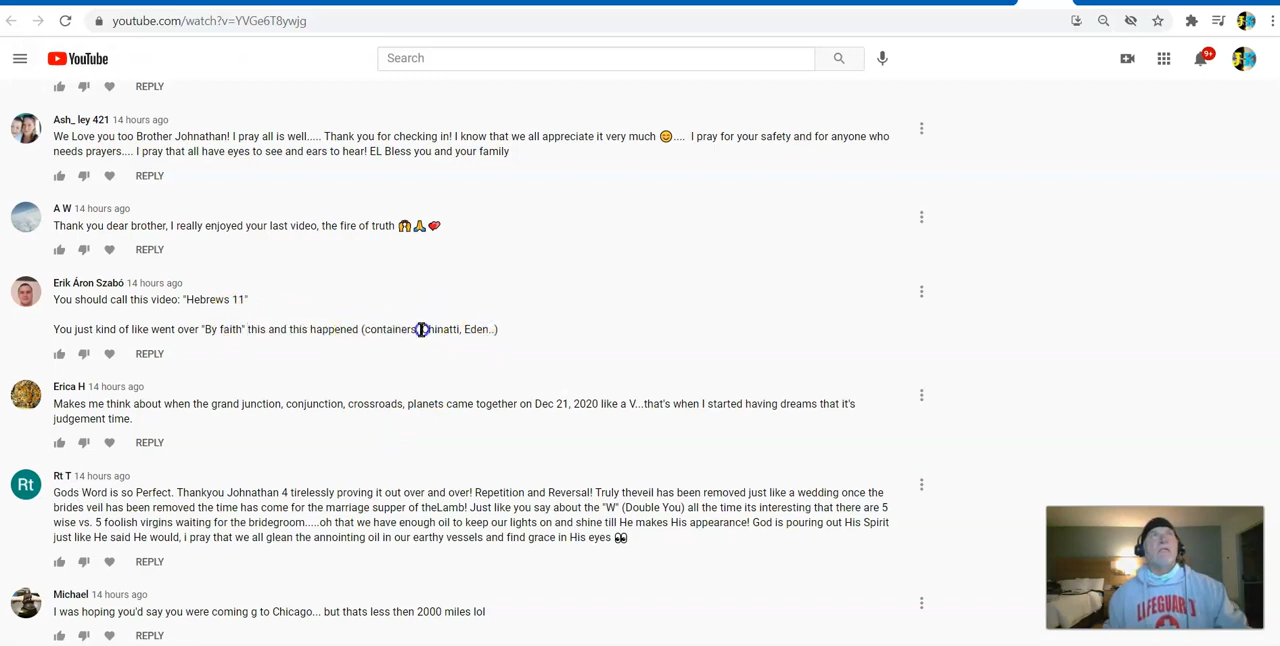 youtube.com/watch?v=YVGe6T8ywjg
YouTube
Search
9+
REPLY
Ash_ ley 421 14 hours ago
We Love you too Brother Johnathan! I pray all is well..... Thank you for checking in! I know that we all appreciate it very much 😊.... I pray for your safety and for anyone who
needs prayers.... I pray that all have eyes to see and ears to hear! EL Bless you and your family
REPLY
A W 14 hours ago
Thank you dear brother, I really enjoyed your last video, the fire of truth
REPLY
Erik Áron Szabó 14 hours ago
You should call this video: "Hebrews 11"
You just kind of like went over "By faith" this and this happened (containers, Chinatti, Eden..)
REPLY
Erica H 14 hours ago
Makes me think about when the grand junction, conjunction, crossroads, planets came together on Dec 21, 2020 like a V...that's when I started having dreams that it's
judgement time.
REPLY
Rt
Rt T 14 hours ago
Gods Word is so Perfect. Thankyou Johnathan 4 tirelessly proving it out over and over! Repetition and Reversal! Truly theveil has been removed just like a wedding once the
brides veil has been removed the time has come for the marriage supper of theLamb! Just like you say about the "W" (Double You) all the time its interesting that there are 5
wise vs. 5 foolish virgins waiting for the bridegroom.....oh that we have enough oil to keep our lights on and shine till He makes His appearance! God is pouring out His Spirit
just like He said He would, i pray that we all glean the annointing oil in our earthy vessels and find grace in His eyes 👀
REPLY
Michael 14 hours ago
I was hoping you'd say you were coming g to Chicago... but thats less then 2000 miles lol
REPLY
LIFEGUARD